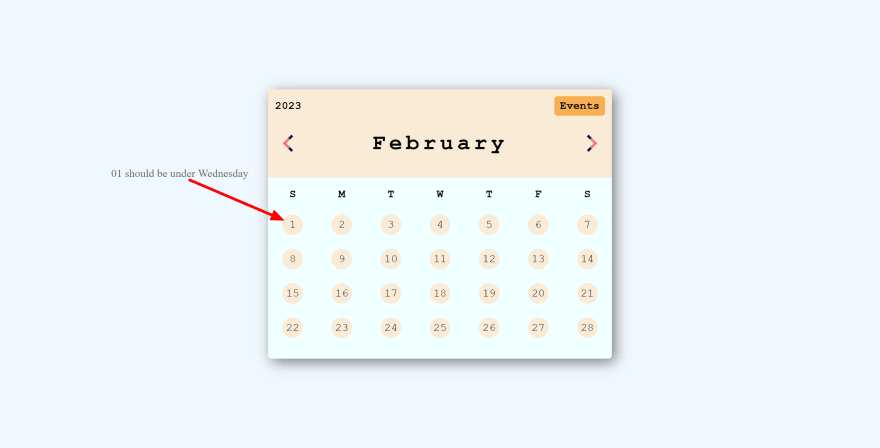 2023 Events
February
01 should be under Wednesday
S M T W T F S
1 2 3 4 5 6 7
8 9 10 11 12 13 14
15 16 17 18 19 20 21
22 23 24 25 26 27 28